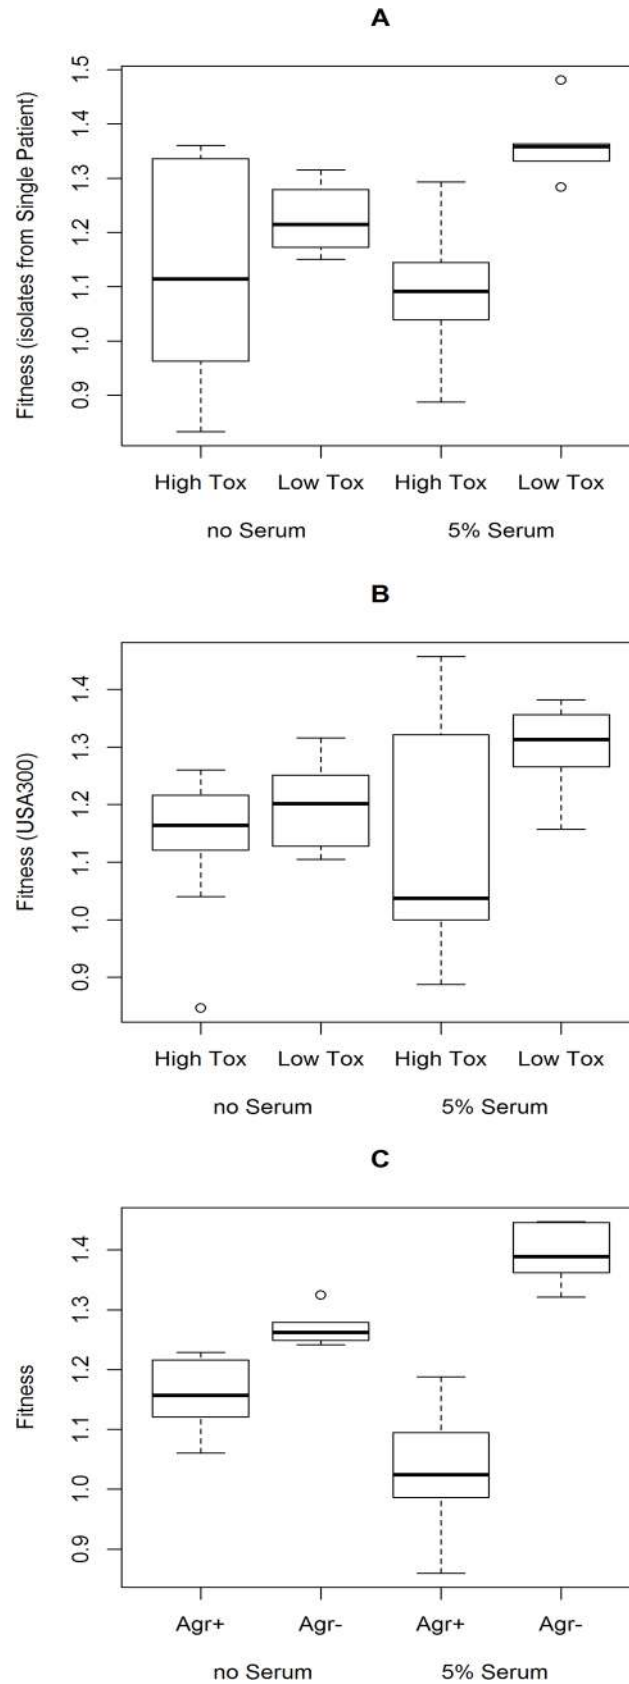 A
Fitness (isolates from Single Patient)
1.5
1.4
1.3
1.2
1.1
1.0
0.9
High Tox Low Tox High Tox Low Tox
no Serum 5% Serum
B
Fitness (USA300)
1.4
1.3
1.2
1.1
1.0
0.9
High Tox Low Tox High Tox Low Tox
no Serum 5% Serum
C
Fitness
1.4
1.3
1.2
1.1
1.0
0.9
Agr+ Agr- Agr+ Agr-
no Serum 5% Serum